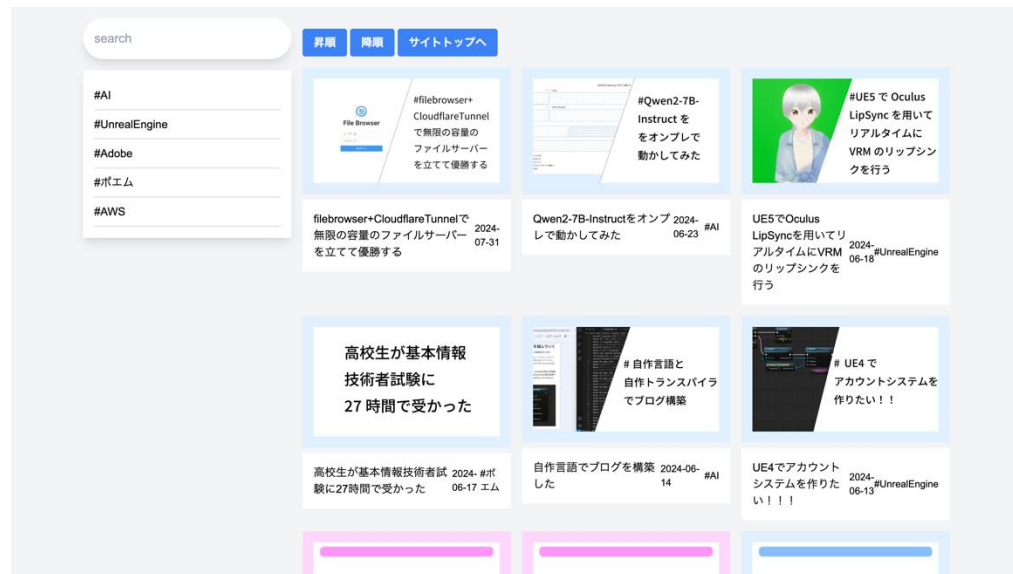 search
昇順 降順 サイトトップへ
#AI
#UnrealEngine
#Adobe
#ポエム
#AWS
File Browser
#filebrowser+
CloudflareTunnel
で無限の容量の
ファイルサーバー
を立てて優勝する
filebrowser+CloudflareTunnelで
無限の容量のファイルサーバー
を立てて優勝する
2024-
07-31
#Qwen2-7B-
Instruct を
をオンプレで
動かしてみた
Qwen2-7B-Instructをオンプ
レで動かしてみた
2024-
06-23
#AI
#UE5 で Oculus
LipSync を用いて
リアルタイムに
VRM のリップシン
クを行う
UE5でOculus
LipSyncを用いてリ
アルタイムにVRM
のリップシンクを
行う
2024-
06-18
#UnrealEngine
高校生が基本情報
技術者試験に
27 時間で受かった
高校生が基本情報技術者試
験に27時間で受かった
2024-
06-17
#ポ
エム
# 自作言語と
自作トランスパイラ
でブログ構築
自作言語でブログを構築
した
2024-06-
14
#AI
# UE4 で
アカウントシステムを
作りたい！！
UE4でアカウント
システムを作りた
い！！！
2024-
06-13
#UnrealEngine